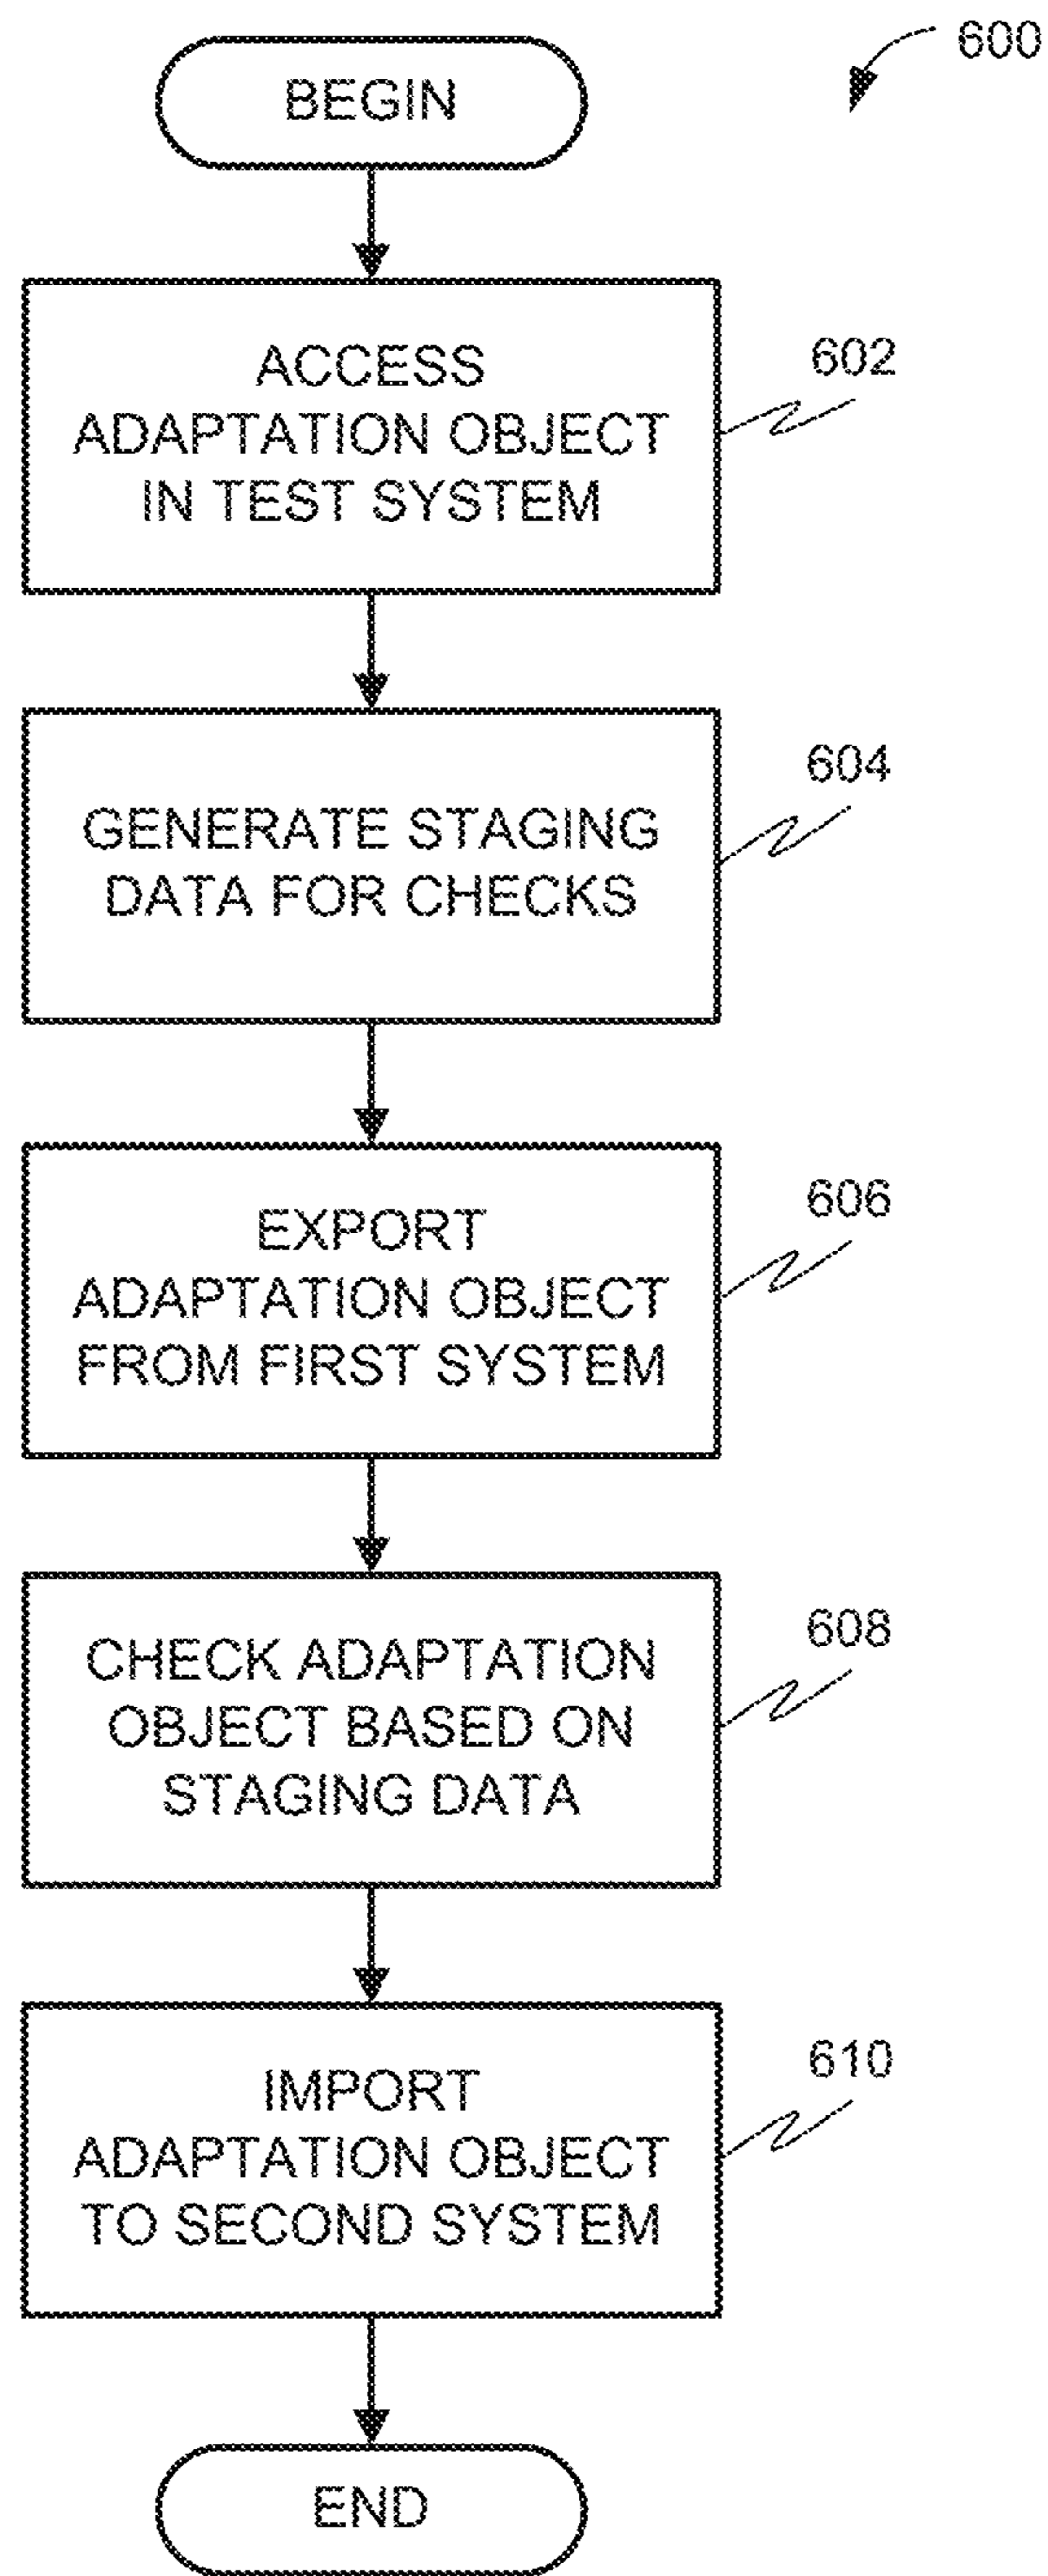 600
BEGIN
ACCESS
ADAPTATION OBJECT
IN TEST SYSTEM
602
GENERATE STAGING
DATA FOR CHECKS
604
EXPORT
ADAPTATION OBJECT
FROM FIRST SYSTEM
606
CHECK ADAPTATION
OBJECT BASED ON
STAGING DATA
608
IMPORT
ADAPTATION OBJECT
TO SECOND SYSTEM
610
END